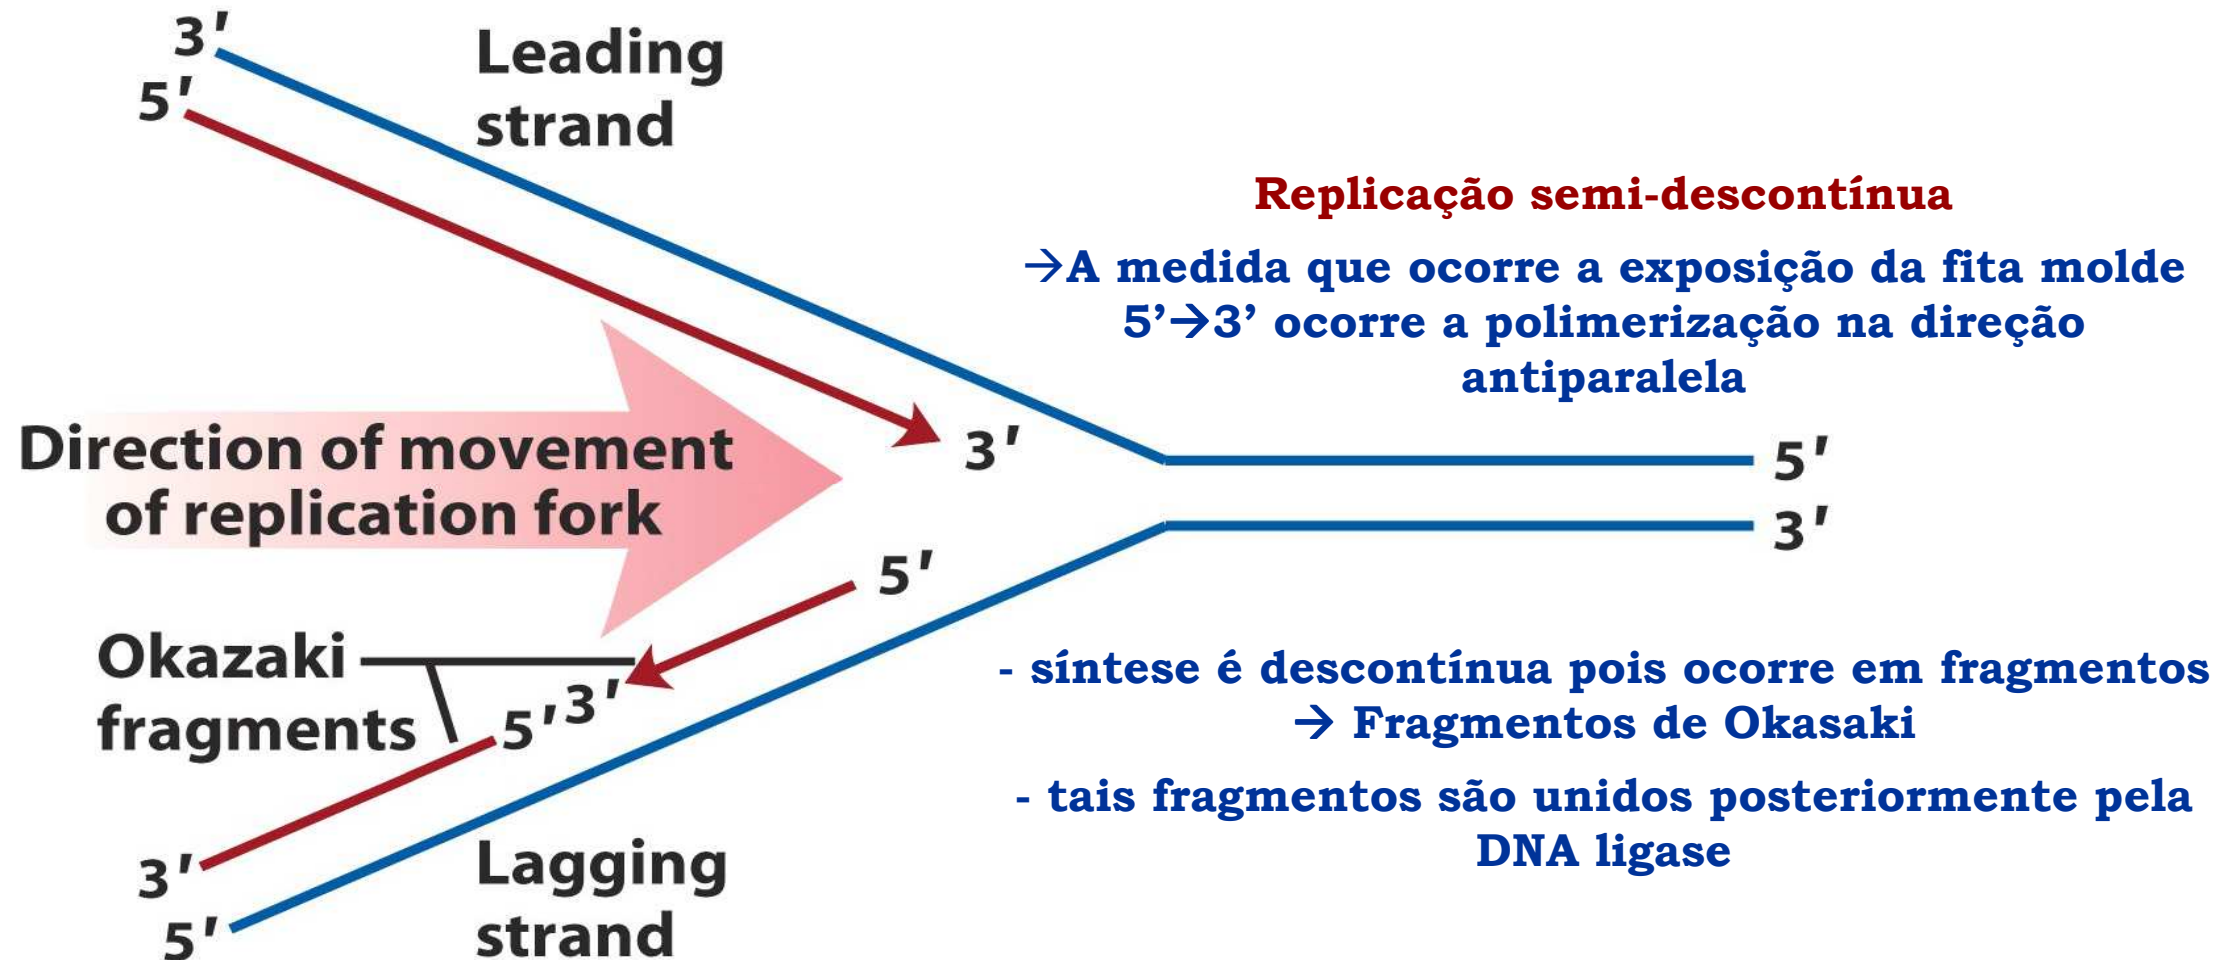 3′
5′
Leading
strand
Replicação semi-descontínua
→A medida que ocorre a exposição da fita molde
5’→3’ ocorre a polimerização na direção
antiparalela
Direction of movement
of replication fork
3′
5′
3′
5′
Okazaki
fragments
5′
3′
- síntese é descontínua pois ocorre em fragmentos
→ Fragmentos de Okasaki
- tais fragmentos são unidos posteriormente pela
DNA ligase
3′
5′
Lagging
strand